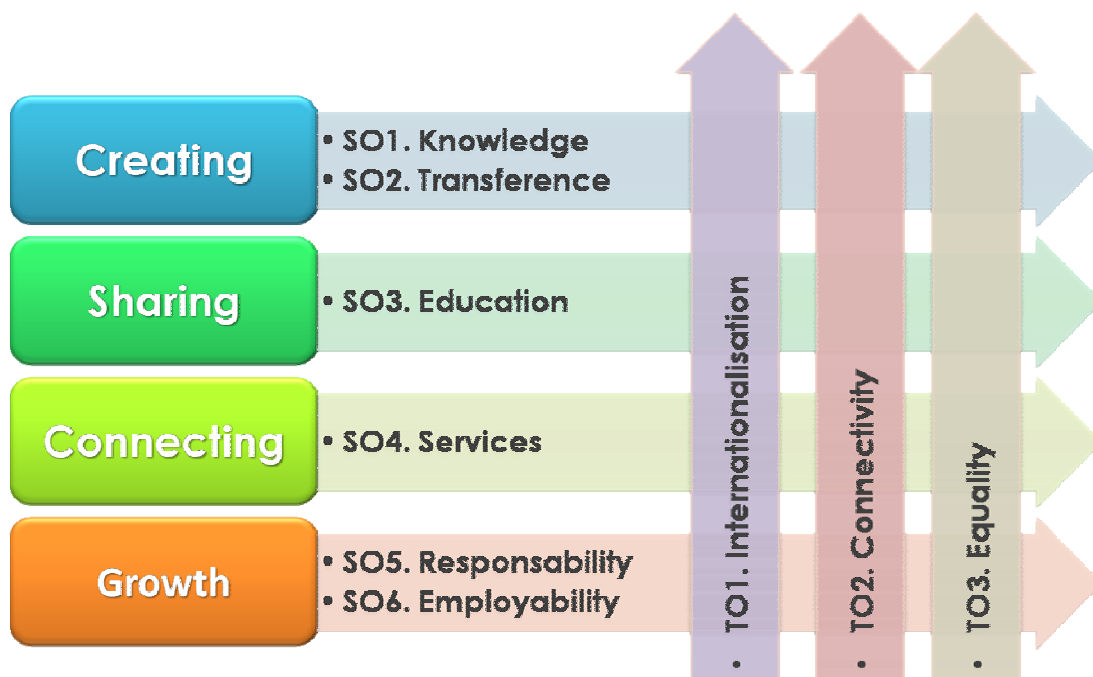 Creating
• SO1. Knowledge
• SO2. Transference
Sharing
• SO3. Education
Connecting
• SO4. Services
Growth
• SO5. Responsability
• SO6. Employability
• TO1. Internationalisation
• TO2. Connectivity
• TO3. Equality